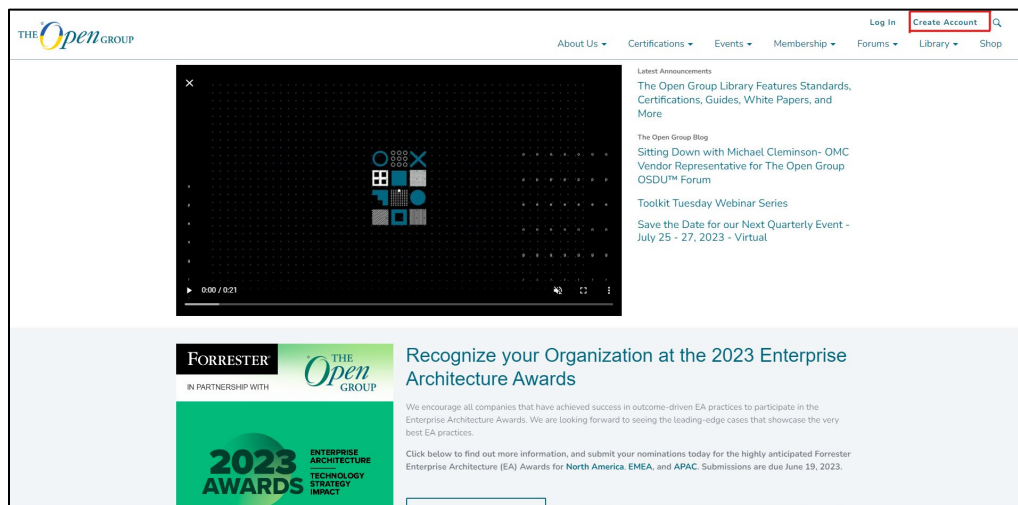 THE Open GROUP
Log In
Create Account
About Us
Certifications
Events
Membership
Forums
Library
Shop
0:00 / 0:21
Latest Announcements
The Open Group Library Features Standards,
Certifications, Guides, White Papers, and
More
The Open Group Blog
Sitting Down with Michael Cleminson- OMC
Vendor Representative for The Open Group
OSDU™ Forum
Toolkit Tuesday Webinar Series
Save the Date for our Next Quarterly Event -
July 25 - 27, 2023 - Virtual
FORRESTER®
IN PARTNERSHIP WITH
THE
Open
GROUP
2023
AWARDS
ENTERPRISE
ARCHITECTURE
TECHNOLOGY
STRATEGY
IMPACT
Recognize your Organization at the 2023 Enterprise
Architecture Awards
We encourage all companies that have achieved success in outcome-driven EA practices to participate in the
Enterprise Architecture Awards. We are looking forward to seeing the leading-edge cases that showcase the very
best EA practices.
Click below to find out more information, and submit your nominations today for the highly anticipated Forrester
Enterprise Architecture (EA) Awards for North America, EMEA, and APAC. Submissions are due June 19, 2023.